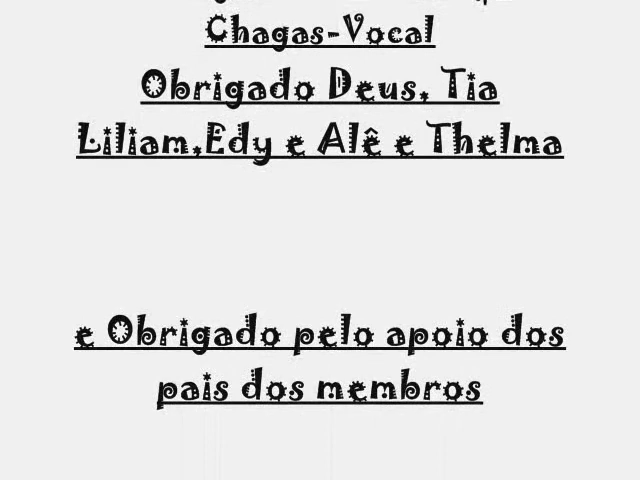 Chagas-Vocal
Obrigado Deus, Tia
Liliam,Edy e Alê e Thelma
e Obrigado pelo apoio dos
pais dos membros